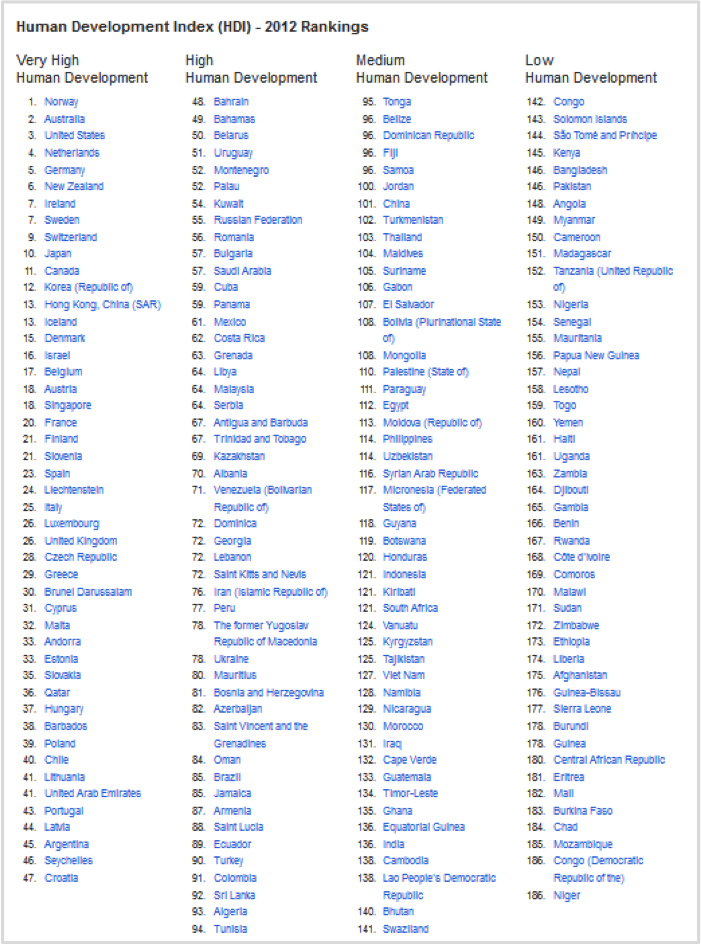 Human Development Index (HDI) - 2012 Rankings
Very High
Human Development
1. Norway
2. Australia
3. United States
4. Netherlands
5. Germany
6. New Zealand
7. Ireland
7. Sweden
9. Switzerland
10. Japan
11. Canada
12. Korea (Republic of)
13. Hong Kong, China (SAR)
13. Iceland
15. Denmark
16. Israel
17. Belgium
18. Austria
18. Singapore
20. France
21. Finland
21. Slovenia
23. Spain
24. Liechtenstein
25. Italy
26. Luxembourg
26. United Kingdom
28. Czech Republic
29. Greece
30. Brunei Darussalam
31. Cyprus
32. Malta
33. Andorra
33. Estonia
35. Slovakia
36. Qatar
37. Hungary
38. Barbados
39. Poland
40. Chile
41. Lithuania
41. United Arab Emirates
43. Portugal
44. Latvia
45. Argentina
46. Seychelles
47. Croatia
High
Human Development
48. Bahrain
49. Bahamas
50. Belarus
51. Uruguay
52. Montenegro
52. Palau
54. Kuwait
55. Russian Federation
56. Romania
57. Bulgaria
57. Saudi Arabia
59. Cuba
59. Panama
61. Mexico
62. Costa Rica
63. Grenada
64. Libya
64. Malaysia
64. Serbia
67. Antigua and Barbuda
67. Trinidad and Tobago
69. Kazakhstan
70. Albania
71. Venezuela (Bolivarian
Republic of)
72. Dominica
72. Georgia
72. Lebanon
72. Saint Kitts and Nevis
76. Iran (Islamic Republic of)
77. Peru
78. The former Yugoslav
Republic of Macedonia
78. Ukraine
80. Mauritius
81. Bosnia and Herzegovina
82. Azerbaijan
83. Saint Vincent and the
Grenadines
84. Oman
85. Brazil
85. Jamaica
87. Armenia
88. Saint Lucia
89. Ecuador
90. Turkey
91. Colombia
92. Sri Lanka
93. Algeria
94. Tunisia
Medium
Human Development
95. Tonga
96. Belize
96. Dominican Republic
96. Fiji
96. Samoa
100. Jordan
101. China
102. Turkmenistan
103. Thailand
104. Maldives
105. Suriname
106. Gabon
107. El Salvador
108. Bolivia (Plurinational State
of)
108. Mongolia
110. Palestine (State of)
111. Paraguay
112. Egypt
113. Moldova (Republic of)
114. Philippines
114. Uzbekistan
116. Syrian Arab Republic
117. Micronesia (Federated
States of)
118. Guyana
119. Botswana
120. Honduras
121. Indonesia
121. Kiribati
121. South Africa
124. Vanuatu
125. Kyrgyzstan
125. Tajikistan
127. Viet Nam
128. Namibia
129. Nicaragua
130. Morocco
131. Iraq
132. Cape Verde
133. Guatemala
134. Timor-Leste
135. Ghana
136. Equatorial Guinea
136. India
138. Cambodia
138. Lao People's Democratic
Republic
140. Bhutan
141. Swaziland
Low
Human Development
142. Congo
143. Solomon Islands
144. São Tomé and Príncipe
145. Kenya
146. Bangladesh
146. Pakistan
148. Angola
149. Myanmar
150. Cameroon
151. Madagascar
152. Tanzania (United Republic
of)
153. Nigeria
154. Senegal
155. Mauritania
156. Papua New Guinea
157. Nepal
158. Lesotho
159. Togo
160. Yemen
161. Haiti
161. Uganda
163. Zambia
164. Djibouti
165. Gambia
166. Benin
167. Rwanda
168. Côte d'Ivoire
169. Comoros
170. Malawi
171. Sudan
172. Zimbabwe
173. Ethiopia
174. Liberia
175. Afghanistan
176. Guinea-Bissau
177. Sierra Leone
178. Burundi
178. Guinea
180. Central African Republic
181. Eritrea
182. Mali
183. Burkina Faso
184. Chad
185. Mozambique
186. Congo (Democratic
Republic of the)
186. Niger